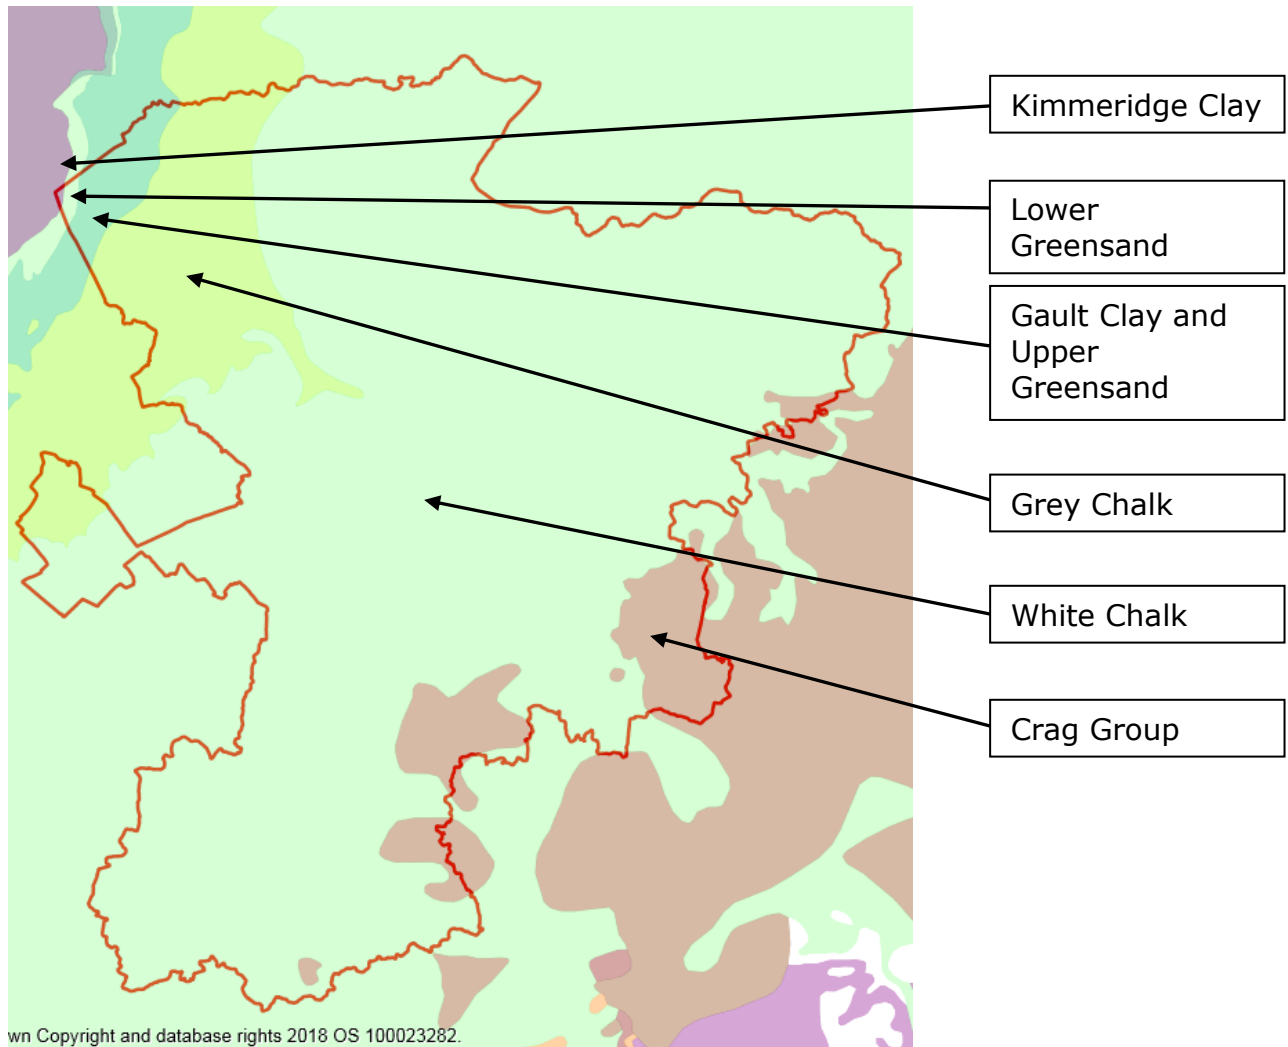 Kimmeridge Clay
Lower
Greensand
Gault Clay and
Upper
Greensand
Grey Chalk
White Chalk
Crag Group
wn Copyright and database rights 2018 OS 100023282.